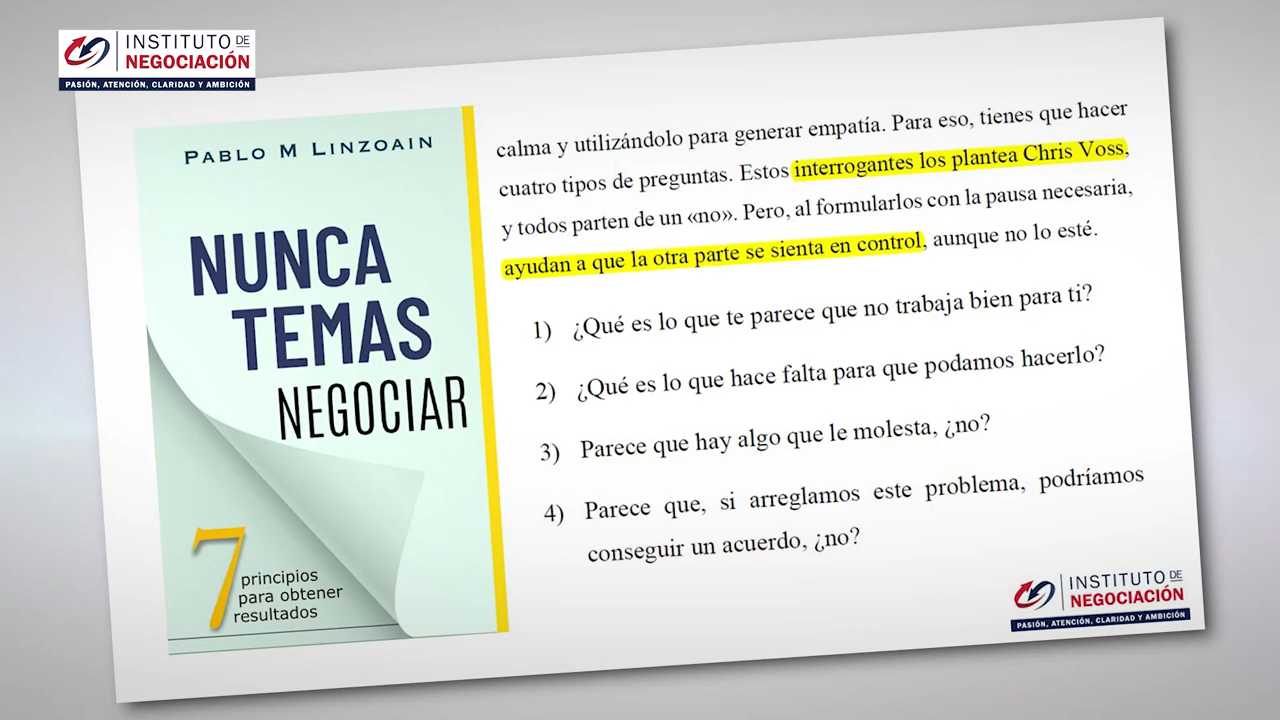 INSTITUTO DE
NEGOCIACIÓN
PASIÓN, ATENCIÓN, CLARIDAD Y AMBICIÓN
PABLO M LINZOAIN
NUNCA
TEMAS
NEGOCIAR
7
principios
para obtener
resultados
calma y utilizándolo para generar empatía. Para eso, tienes que hacer
cuatro tipos de preguntas. Estos interrogantes los plantea Chris Voss,
y todos parten de un «no». Pero, al formularlos con la pausa necesaria,
ayudan a que la otra parte se sienta en control, aunque no lo esté.
1) ¿Qué es lo que te parece que no trabaja bien para ti?
2) ¿Qué es lo que hace falta para que podamos hacerlo?
3) Parece que hay algo que le molesta, ¿no?
4) Parece que, si arreglamos este problema, podríamos
conseguir un acuerdo, ¿no?
INSTITUTO DE
NEGOCIACIÓN
PASIÓN, ATENCIÓN, CLARIDAD Y AMBICIÓN